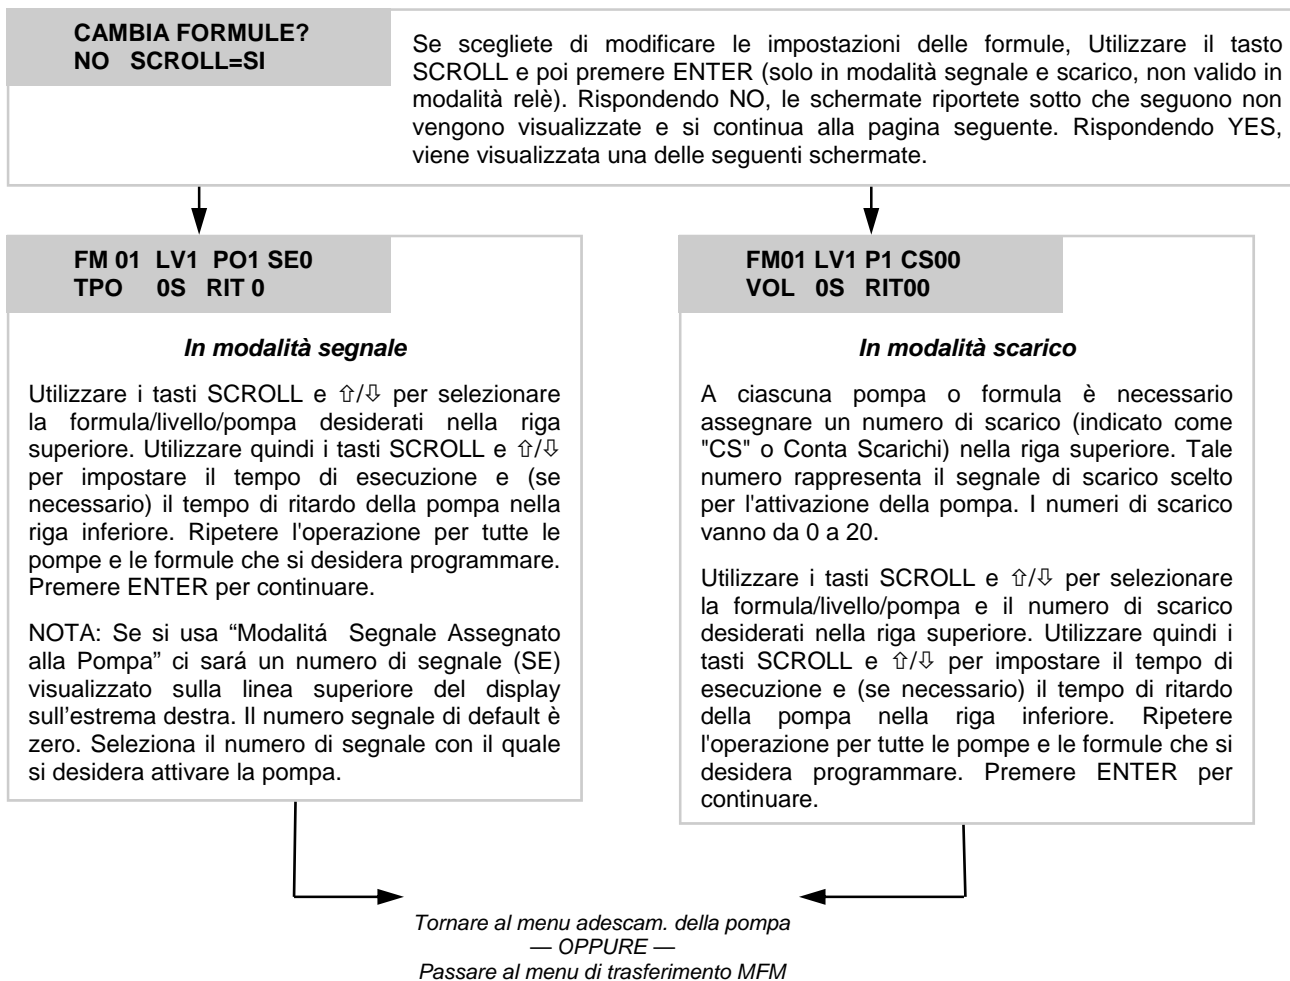 CAMBIA FORMULE?
NO SCROLL=SI
Se scegliete di modificare le impostazioni delle formule, Utilizzare il tasto
SCROLL e poi premere ENTER (solo in modalità segnale e scarico, non valido in
modalità relè). Rispondendo NO, le schermate riportete sotto che seguono non
vengono visualizzate e si continua alla pagina seguente. Rispondendo YES,
viene visualizzata una delle seguenti schermate.
FM 01 LV1 PO1 SE0
TPO 0S RIT 0
In modalità segnale
Utilizzare i tasti SCROLL e ⇧/⇩ per selezionare
la formula/livello/pompa desiderati nella riga
superiore. Utilizzare quindi i tasti SCROLL e ⇧/⇩
per impostare il tempo di esecuzione e (se
necessario) il tempo di ritardo della pompa nella
riga inferiore. Ripetere l'operazione per tutte le
pompe e le formule che si desidera programmare.
Premere ENTER per continuare.
NOTA: Se si usa “Modalitá Segnale Assegnato
alla Pompa” ci sará un numero di segnale (SE)
visualizzato sulla linea superiore del display
sull'estrema destra. Il numero segnale di default è
zero. Seleziona il numero di segnale con il quale
si desidera attivare la pompa.
FM01 LV1 P1 CS00
VOL 0S RIT00
In modalità scarico
A ciascuna pompa o formula è necessario
assegnare un numero di scarico (indicato come
"CS" o Conta Scarichi) nella riga superiore. Tale
numero rappresenta il segnale di scarico scelto
per l'attivazione della pompa. I numeri di scarico
vanno da 0 a 20.
Utilizzare i tasti SCROLL e ⇧/⇩ per selezionare
la formula/livello/pompa e il numero di scarico
desiderati nella riga superiore. Utilizzare quindi i
tasti SCROLL e ⇧/⇩ per impostare il tempo di
esecuzione e (se necessario) il tempo di ritardo
della pompa nella riga inferiore. Ripetere
l'operazione per tutte le pompe e le formule che si
desidera programmare. Premere ENTER per
continuare.
Tornare al menu adescam. della pompa
— OPPURE —
Passare al menu di trasferimento MFM